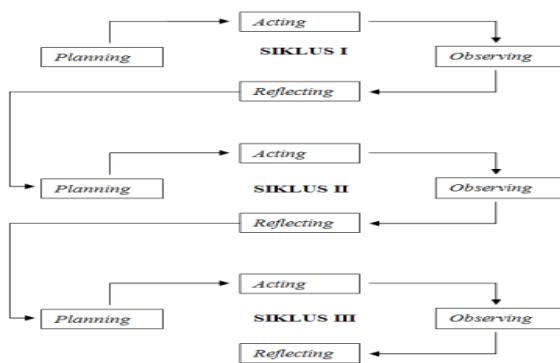 Acting
Planning
SIKLUS I
Observing
Reflecting
Acting
Planning
SIKLUS II
Observing
Reflecting
Acting
Planning
SIKLUS III
Observing
Reflecting